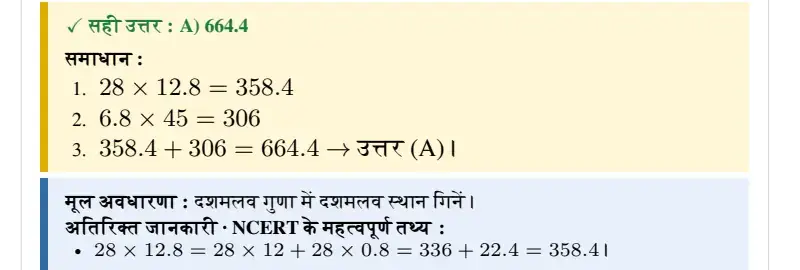 ✓ सही उत्तर : A) 664.4
समाधान :
1. 28 × 12.8 = 358.4
2. 6.8 × 45 = 306
3. 358.4 + 306 = 664.4 → उत्तर (A)।
मूल अवधारणा : दशमलव गुणा में दशमलव स्थान गिनें।
अतिरिक्त जानकारी · NCERT के महत्वपूर्ण तथ्य :
• 28 × 12.8 = 28 × 12 + 28 × 0.8 = 336 + 22.4 = 358.4।